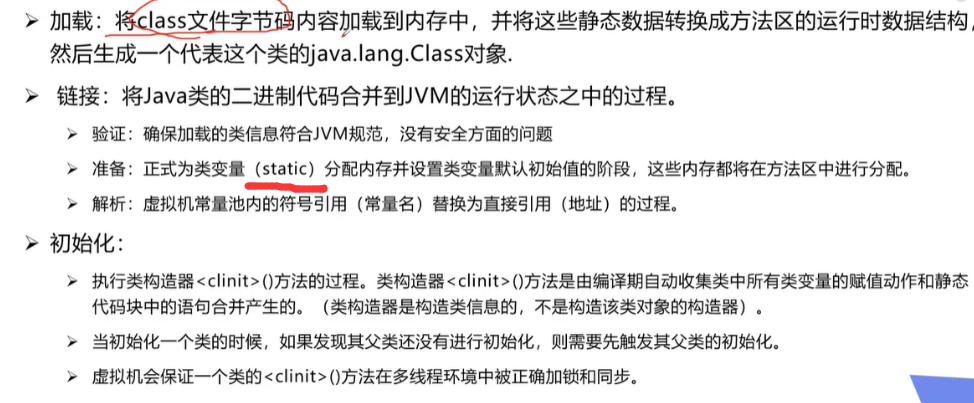 加载：将class文件字节码内容加载到内存中，并将这些静态数据转换成方法区的运行时数据结构，
然后生成一个代表这个类的java.lang.Class对象.
链接：将Java类的二进制代码合并到JVM的运行状态之中的过程。
验证：确保加载的类信息符合JVM规范，没有安全方面的问题
准备：正式为类变量（static）分配内存并设置类变量默认初始值的阶段，这些内存都将在方法区中进行分配。
解析：虚拟机常量池内的符号引用（常量名）替换为直接引用（地址）的过程。
初始化：
执行类构造器<clinit>()方法的过程。类构造器<clinit>()方法是由编译期自动收集类中所有类变量的赋值动作和静态
代码块中的语句合并产生的。（类构造器是构造类信息的，不是构造该类对象的构造器）。
当初始化一个类的时候，如果发现其父类还没有进行初始化，则需要先触发其父类的初始化。
虚拟机会保证一个类的<clinit>()方法在多线程环境中被正确加锁和同步。